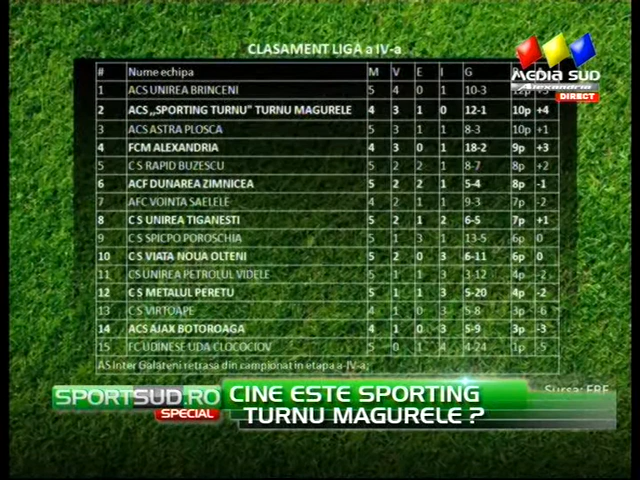 CLASAMENT LIGA a IV-a
MEDIA SUD
Alexandria
DIRECT
# Nume echipa M V E I G
1 ACS UNIREA BRINCENI 5 4 0 1 10-3 12p
2 ACS „SPORTING TURNU" TURNU MAGURELE 4 3 1 0 12-1 10p +4
3 ACS ASTRA PLOSCA 5 3 1 1 8-3 10p +1
4 FCM ALEXANDRIA 4 3 0 1 18-2 9p +3
5 C S RAPID BUZESCU 5 2 2 1 8-7 8p +2
6 ACF DUNAREA ZIMNICEA 5 2 2 1 5-4 8p -1
7 AFC VOINTA SAELELE 4 2 1 1 9-3 7p -2
8 C S UNIREA TIGANESTI 5 2 1 2 6-5 7p +1
9 C S SPICPO POROSCHIA 5 1 3 1 13-5 6p 0
10 C S VIATA NOUA OLTENI 5 2 0 3 6-11 6p 0
11 CS UNIREA PETROLUL VIDELE 5 1 1 3 3-12 4p -2
12 C S METALUL PERETU 5 1 1 3 5-20 4p -2
13 C S VIRTOAPE 4 1 0 3 5-8 3p -6
14 ACS AJAX BOTOROAGA 4 1 0 3 5-9 3p -3
15 FC UDINESE UDA CLOCOCIOV 5 0 1 4 4-24 1p -5
AS Inter Galateni retrasa din campionat in etapa a-IV-a;
Sursa: FRF
SPORTSUD.RO
SPECIAL
CINE ESTE SPORTING
TURNU MAGURELE ?